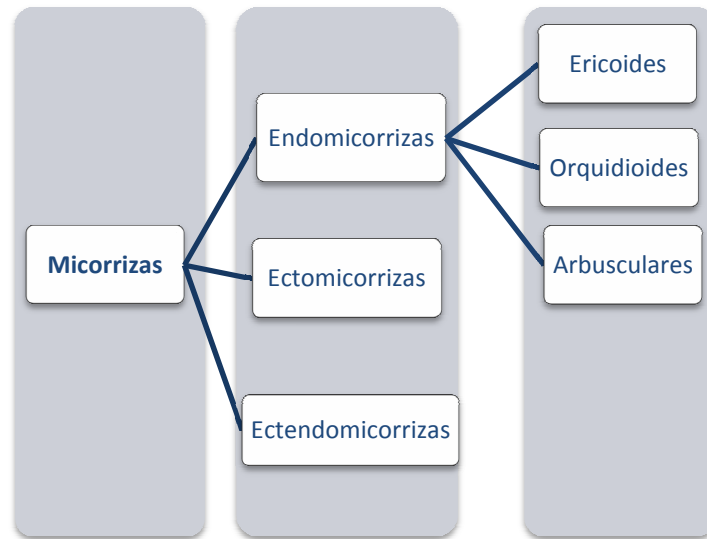 Micorrizas
Endomicorrizas
Ectomicorrizas
Ectendomicorrizas
Ericoides
Orquidioides
Arbusculares